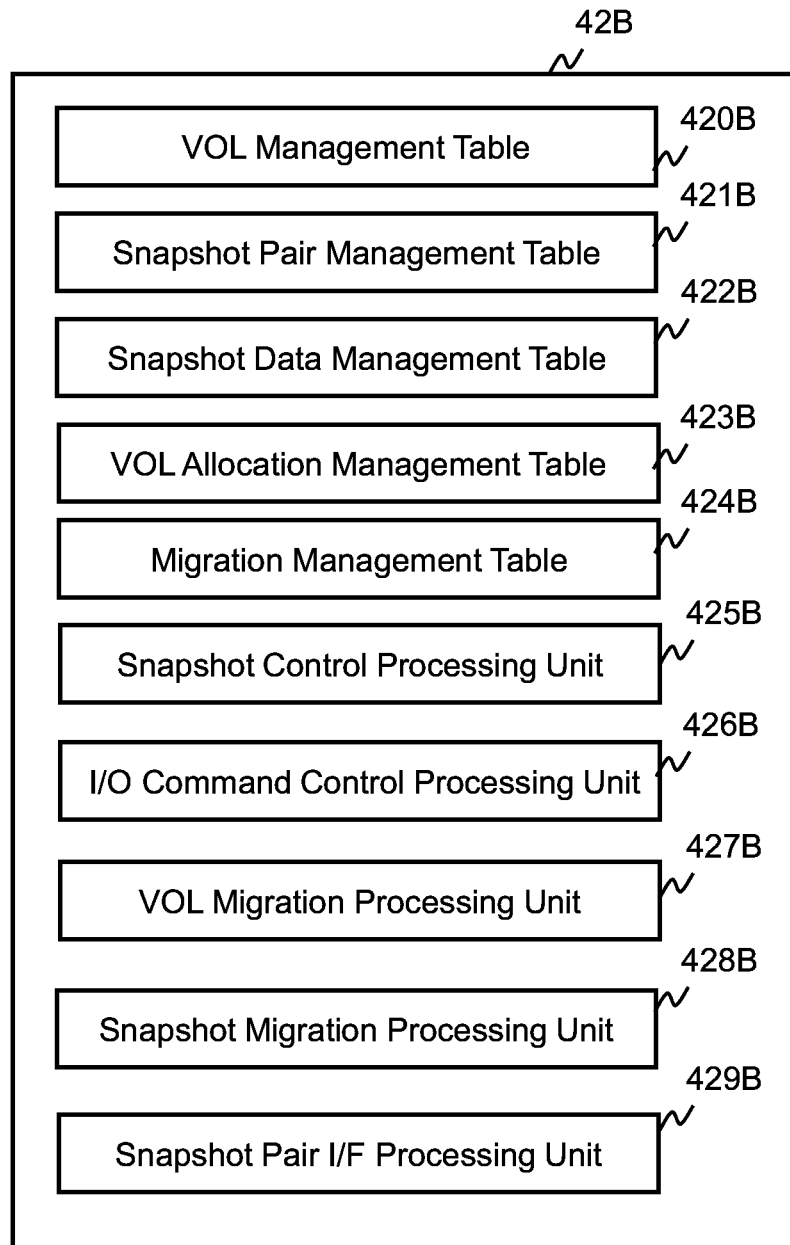 42B
420B
VOL Management Table
421B
Snapshot Pair Management Table
422B
Snapshot Data Management Table
423B
VOL Allocation Management Table
424B
Migration Management Table
425B
Snapshot Control Processing Unit
426B
I/O Command Control Processing Unit
427B
VOL Migration Processing Unit
428B
Snapshot Migration Processing Unit
429B
Snapshot Pair I/F Processing Unit